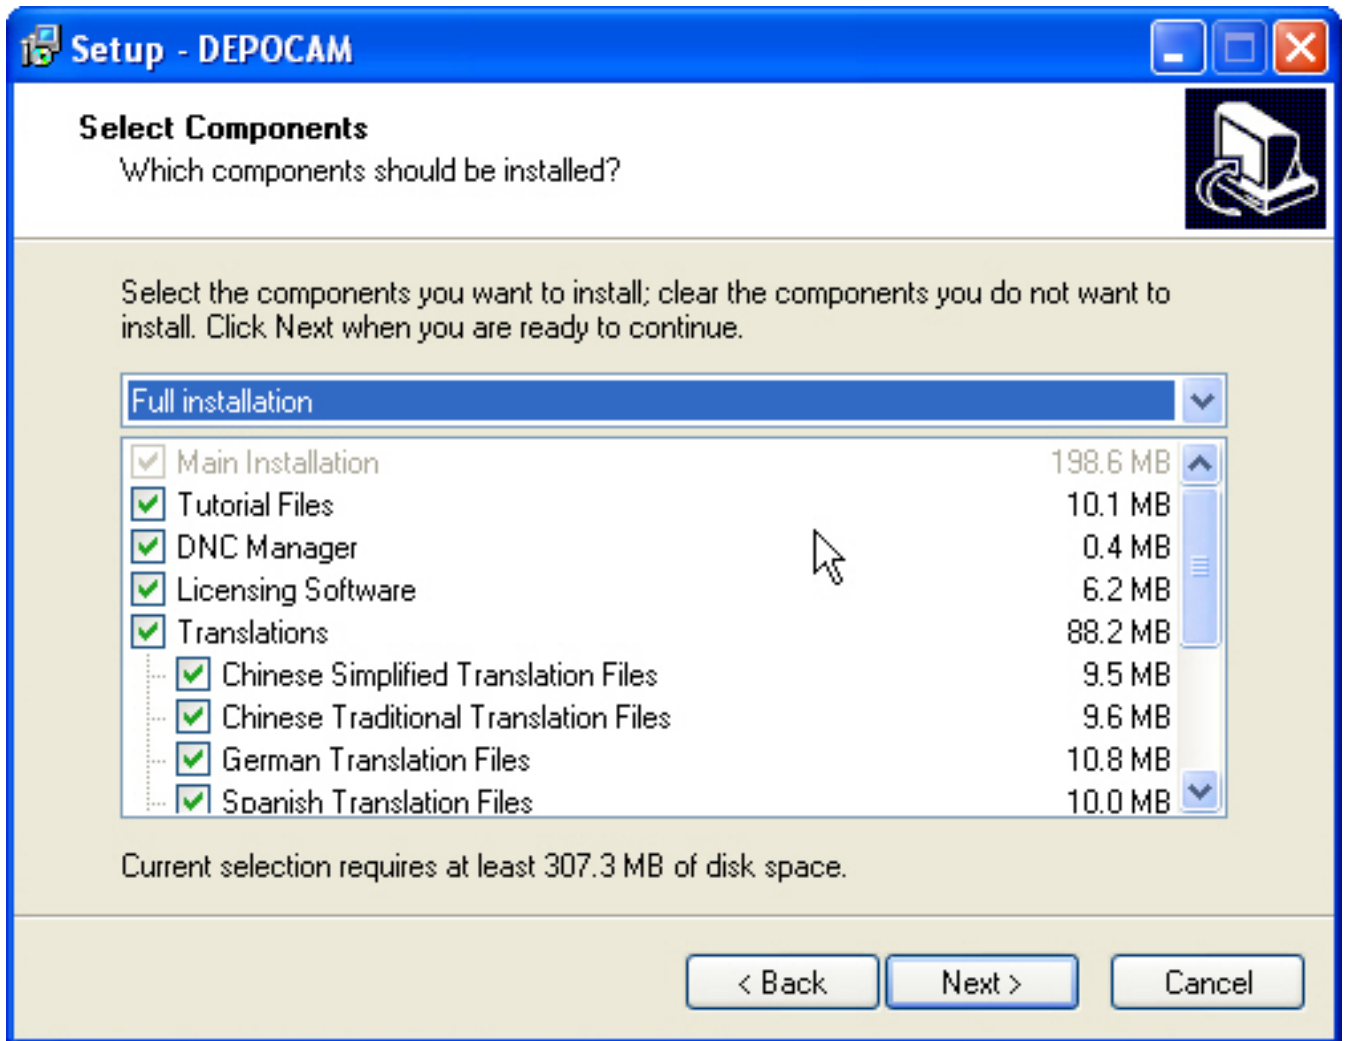 Setup - DEPOCAM
Select Components
Which components should be installed?
Select the components you want to install; clear the components you do not want to
install. Click Next when you are ready to continue.
Full installation
Main Installation 198.6 MB
Tutorial Files 10.1 MB
DNC Manager 0.4 MB
Licensing Software 6.2 MB
Translations 88.2 MB
Chinese Simplified Translation Files 9.5 MB
Chinese Traditional Translation Files 9.6 MB
German Translation Files 10.8 MB
Spanish Translation Files 10.0 MB
Current selection requires at least 307.3 MB of disk space.
< Back Next > Cancel